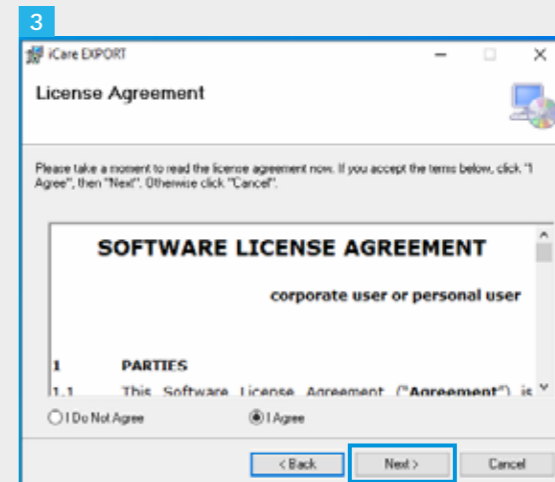 3
iCare EXPORT
License Agreement
Please take a moment to read the license agreement now. If you accept the terms below, click "I
Agree", then "Next". Otherwise click "Cancel".
SOFTWARE LICENSE AGREEMENT
corporate user or personal user
1 PARTIES
1.1 This Software License Agreement ("Agreement") is
I Do Not Agree I Agree
< Back Next > Cancel